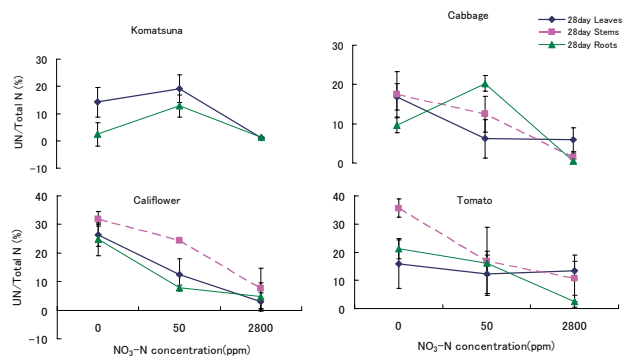 Komatsuna
UN/Total N (%)
30
20
10
0
−10
Cabbage
28day Leaves
28day Stems
28day Roots
30
20
10
0
Califlower
UN/Total N (%)
40
30
20
10
0
−10
0 50 2800
NO₃-N concentration(ppm)
Tomato
40
30
20
10
0
0 50 2800
NO₃-N concentration(ppm)